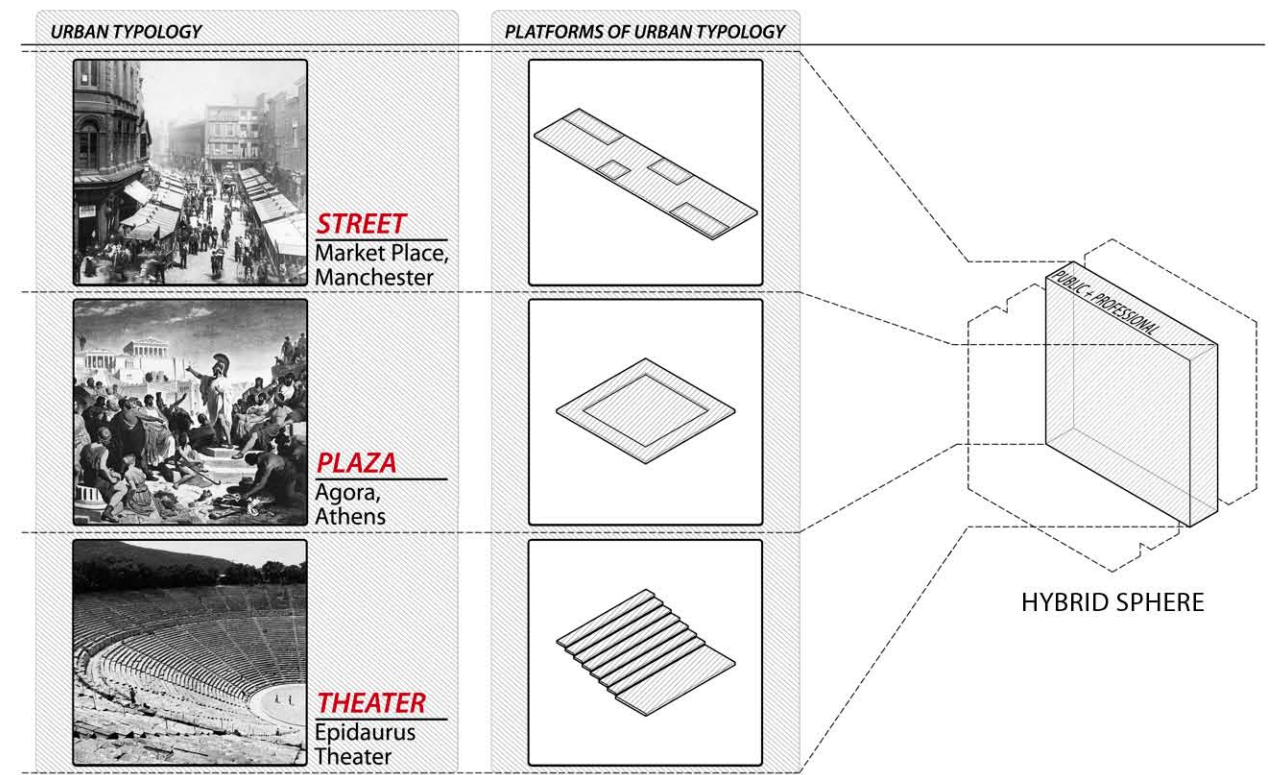 URBAN TYPOLOGY
PLATFORMS OF URBAN TYPOLOGY
STREET
Market Place,
Manchester
PLAZA
Agora,
Athens
THEATER
Epidaurus
Theater
PUBLIC + PROFESSIONAL
HYBRID SPHERE